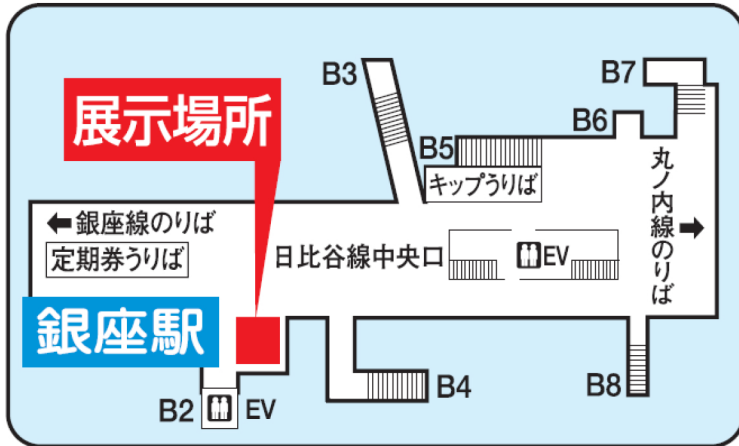 B3
B7
展示場所
B6
B5
キップうりば
丸ノ内線のりば→
←銀座線のりば
定期券うりば
日比谷線中央口
EV
銀座駅
B4
B8
B2
EV